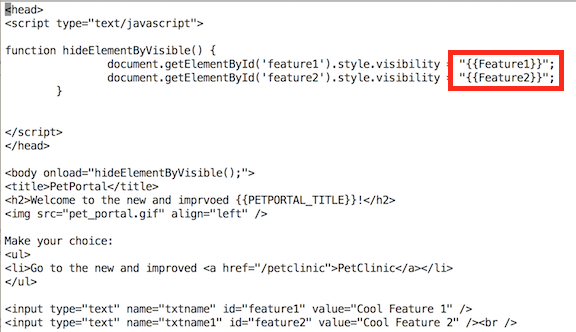 <head>
<script type="text/javascript">
function hideElementByVisible() {
document.getElementById('feature1').style.visibility = "{{Feature1}}";
document.getElementById('feature2').style.visibility = "{{Feature2}}";
}
</script>
</head>
<body onload="hideElementByVisible();">
<title>PetPortal</title>
<h2>Welcome to the new and imprvoed {{PETPORTAL_TITLE}}!</h2>
<img src="pet_portal.gif" align="left" />
Make your choice:
<ul>
<li>Go to the new and improved <a href="/petclinic">PetClinic</a></li>
</ul>
<input type="text" name="txtname" id="feature1" value="Cool Feature 1" />
<input type="text" name="txtname1" id="feature2" value="Cool Feature 2" /><br />